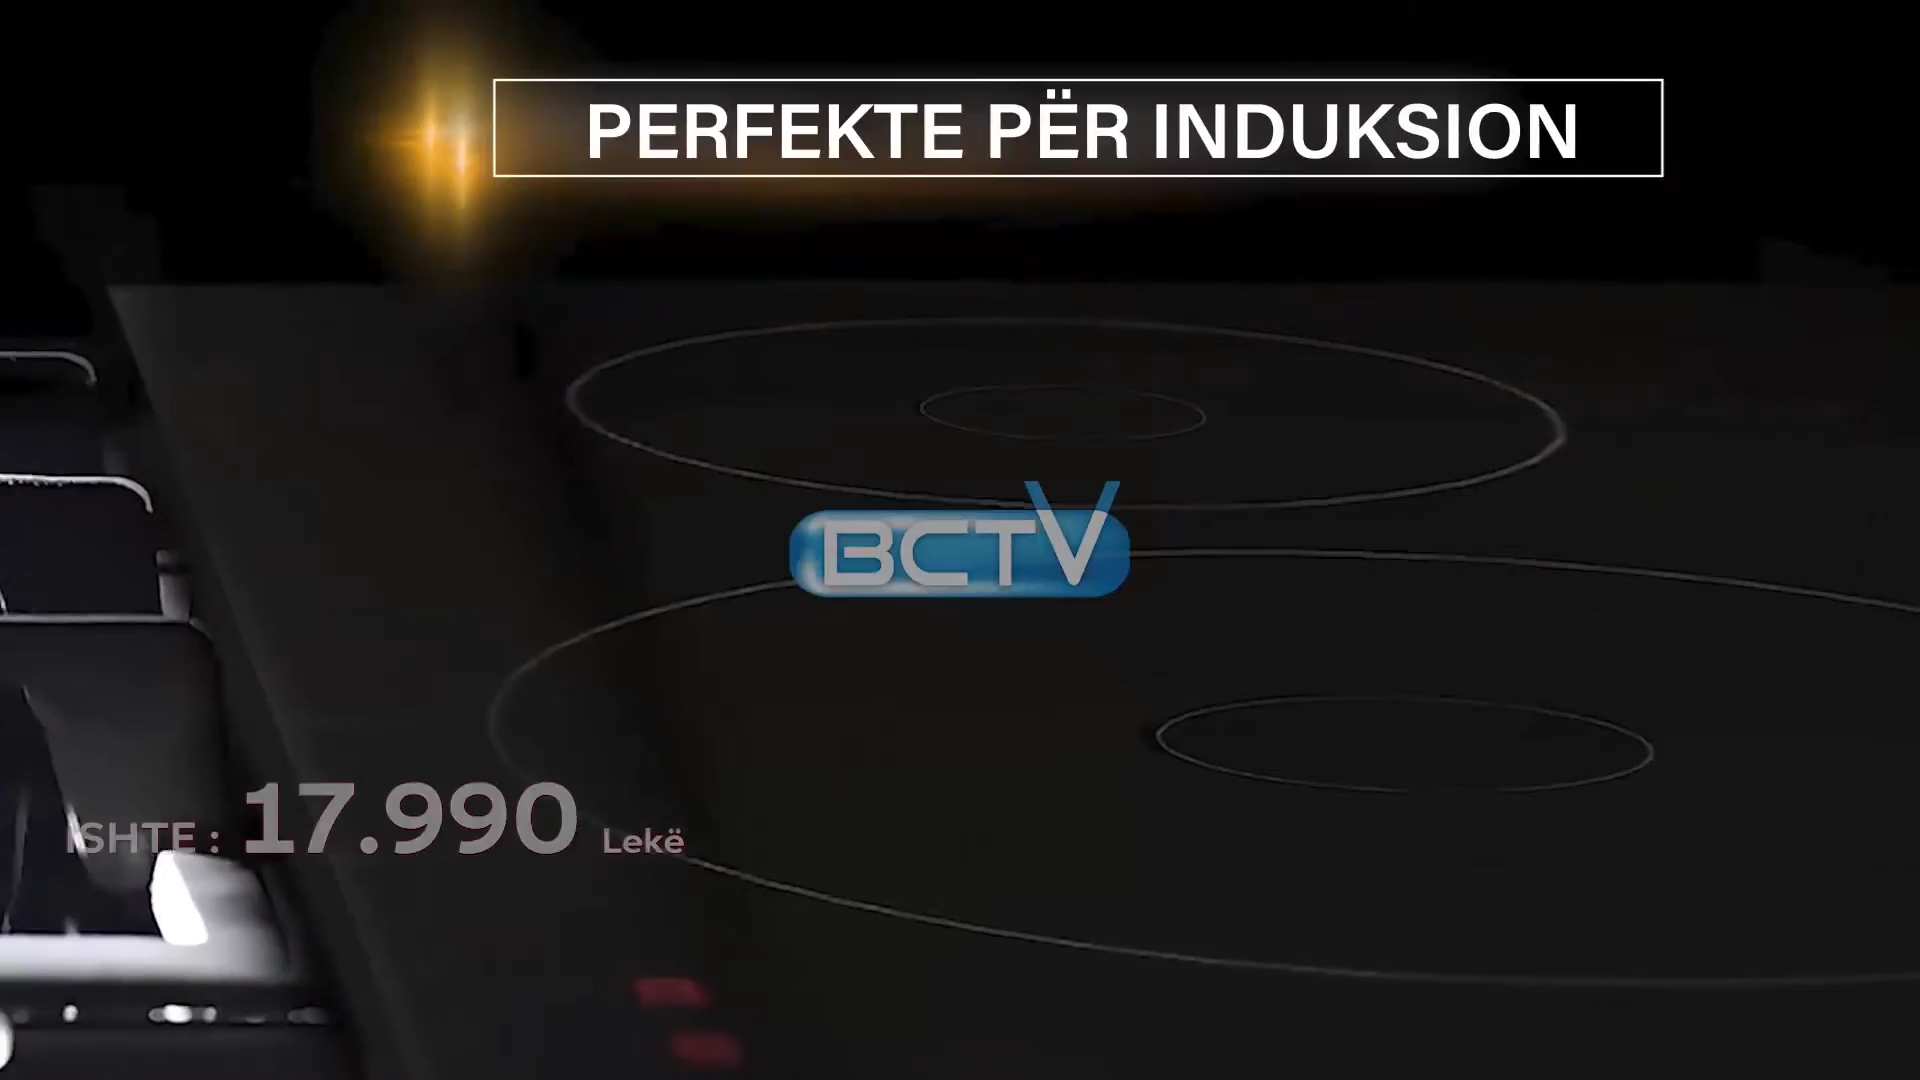 PERFEKTE PËR INDUKSION
BCTV
ISHTE : 17.990 Lekë